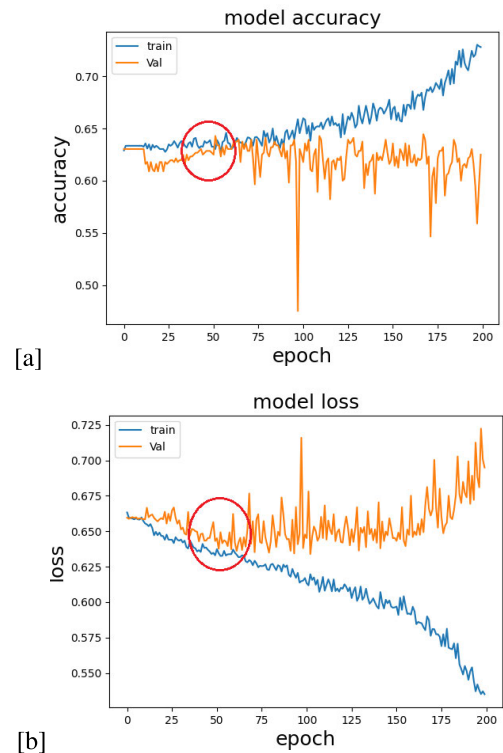 model accuracy
train
Val
0.70
0.65
0.60
0.55
0.50
accuracy
0 25 50 75 100 125 150 175 200
epoch
[a]
model loss
train
Val
0.725
0.700
0.675
0.650
0.625
0.600
0.575
0.550
loss
0 25 50 75 100 125 150 175 200
epoch
[b]